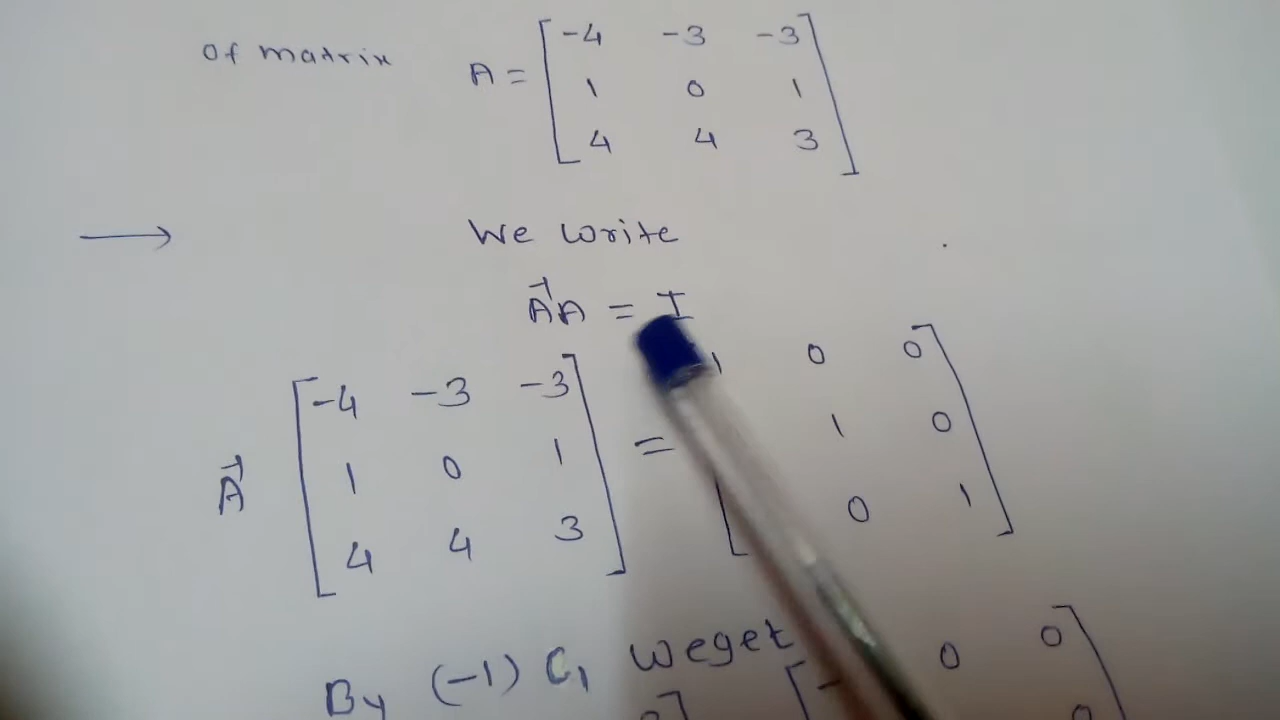 Of matrix A = [ -4 -3 -3
1 0 1
4 4 3 ]
→ We write
A⁻¹A = I
A⁻¹ [ -4 -3 -3 ] = 1 0 0
1 0 1 1 0
4 4 3 0 1
By (-1) C₁ We get
0 0